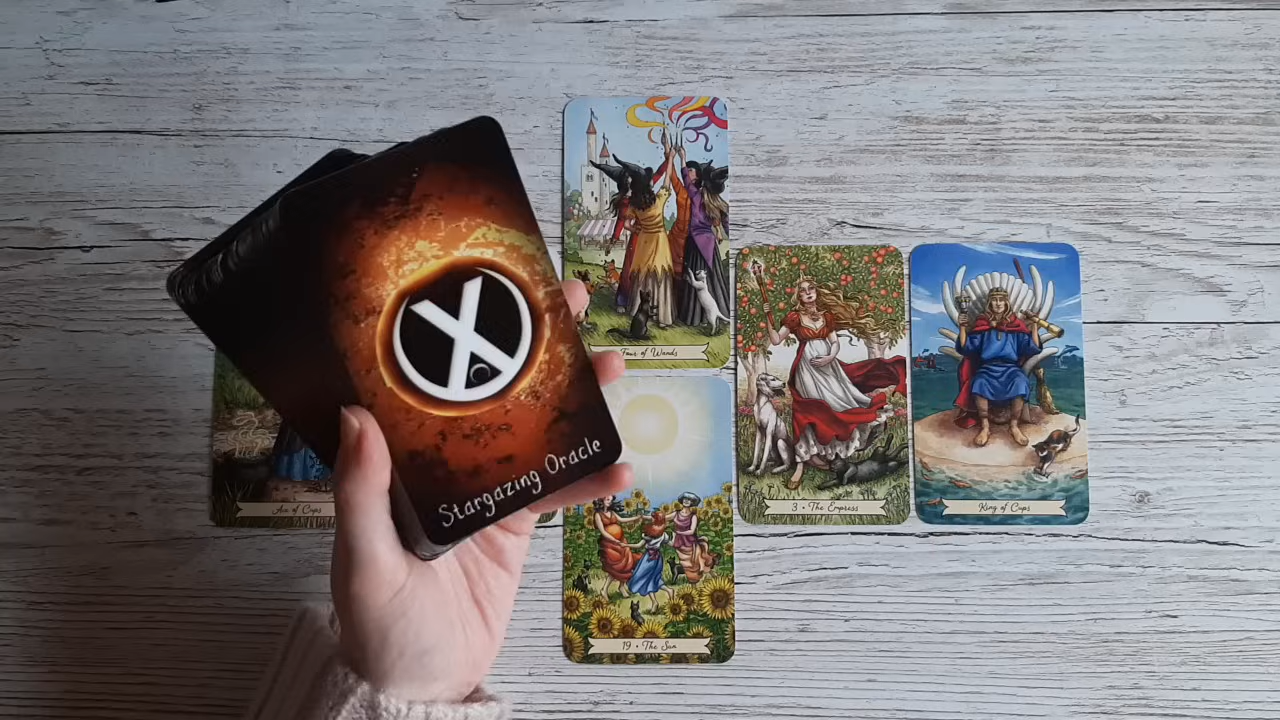 Four of Wands
Stargazing Oracle
Ace of Cups
3 • The Empress
King of Cups
19 • The Sun